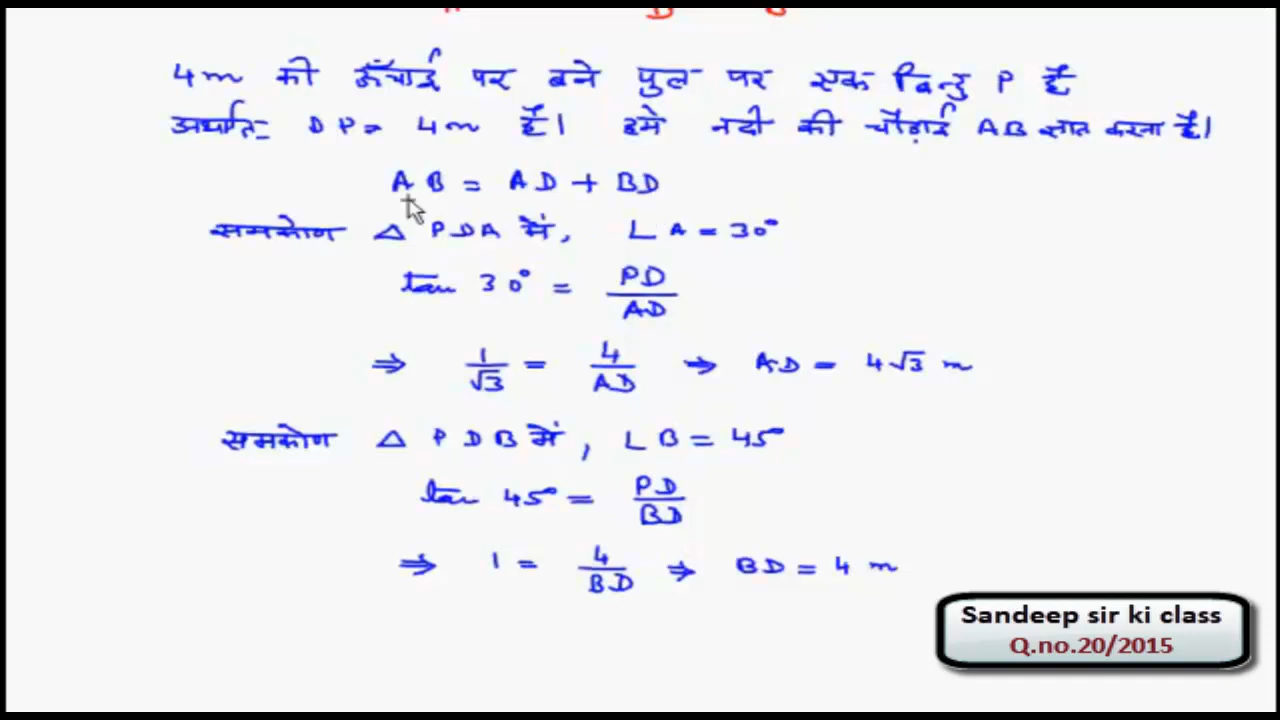 4m की ऊँचाई पर बने पुल पर एक बिन्दु P है
अर्थात: DP = 4m है। हमे नदी की चौड़ाई AB ज्ञात करना है।
AB = AD + BD
समकोण △ PDA में, ∠A = 30°
tan 30° = PD/AD
⇒ 1/√3 = 4/AD → AD = 4√3 m
समकोण △ PDB में, ∠B = 45°
tan 45° = PD/BD
⇒ 1 = 4/BD ⇒ BD = 4 m
Sandeep sir ki class
Q.no.20/2015